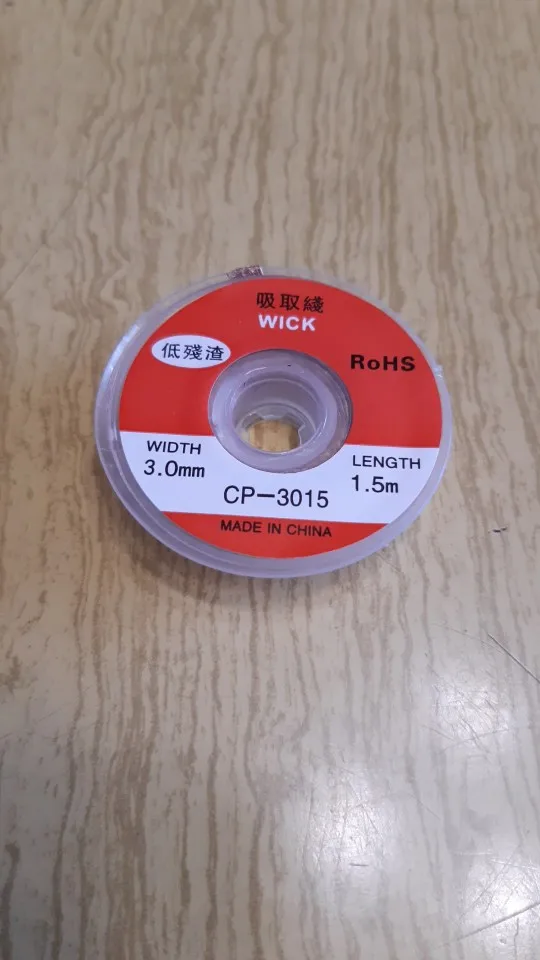 吸取綫
WICK
低殘渣
RoHS
WIDTH
3.0mm
LENGTH
1.5m
CP-3015
MADE IN CHINA